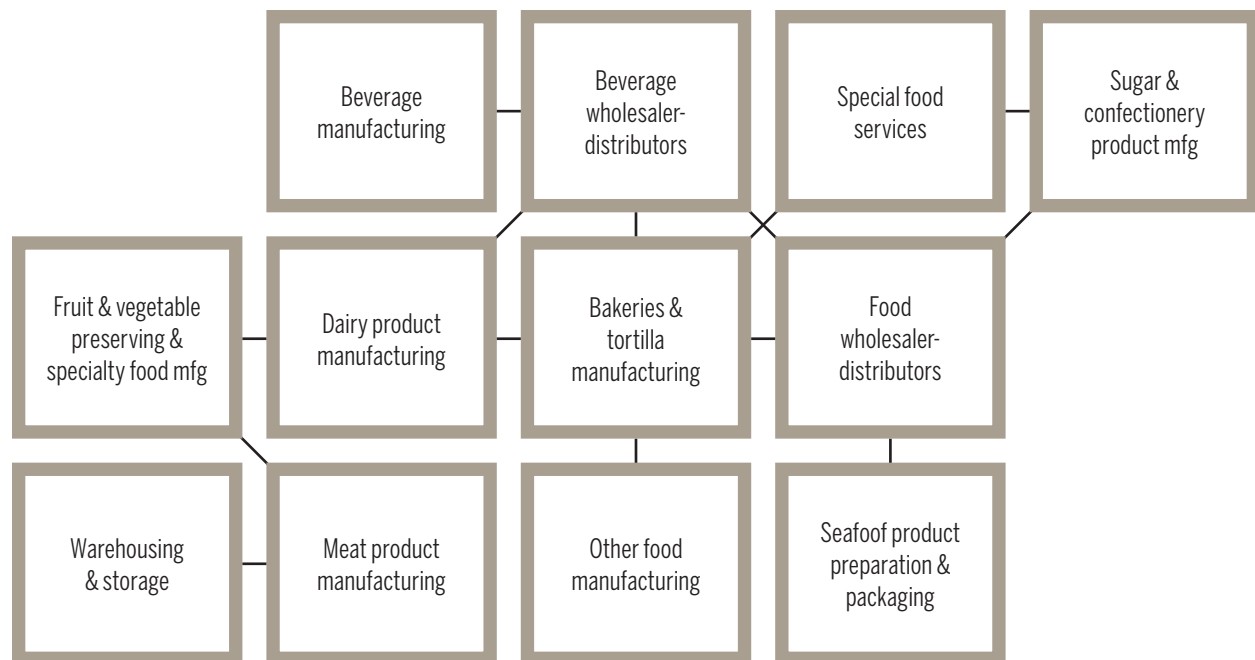 Beverage
manufacturing
Beverage
wholesaler-
distributors
Special food
services
Sugar &
confectionery
product mfg
Fruit & vegetable
preserving &
specialty food mfg
Dairy product
manufacturing
Bakeries &
tortilla
manufacturing
Food
wholesaler-
distributors
Warehousing
& storage
Meat product
manufacturing
Other food
manufacturing
Seafoof product
preparation &
packaging